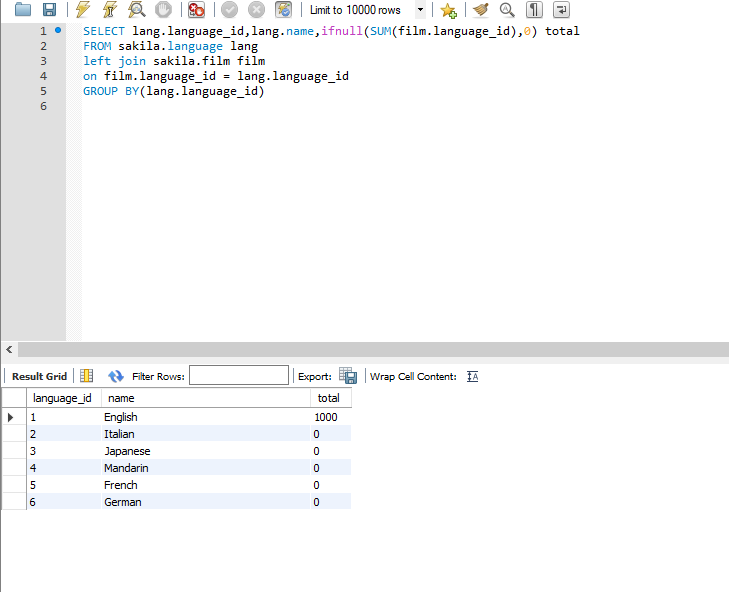 Limit to 10000 rows
1 SELECT lang.language_id,lang.name,ifnull(SUM(film.language_id),0) total
2 FROM sakila.language lang
3 left join sakila.film film
4 on film.language_id = lang.language_id
5 GROUP BY(lang.language_id)
6
Result Grid Filter Rows: Export: Wrap Cell Content:
language_id name total
1 English 1000
2 Italian 0
3 Japanese 0
4 Mandarin 0
5 French 0
6 German 0